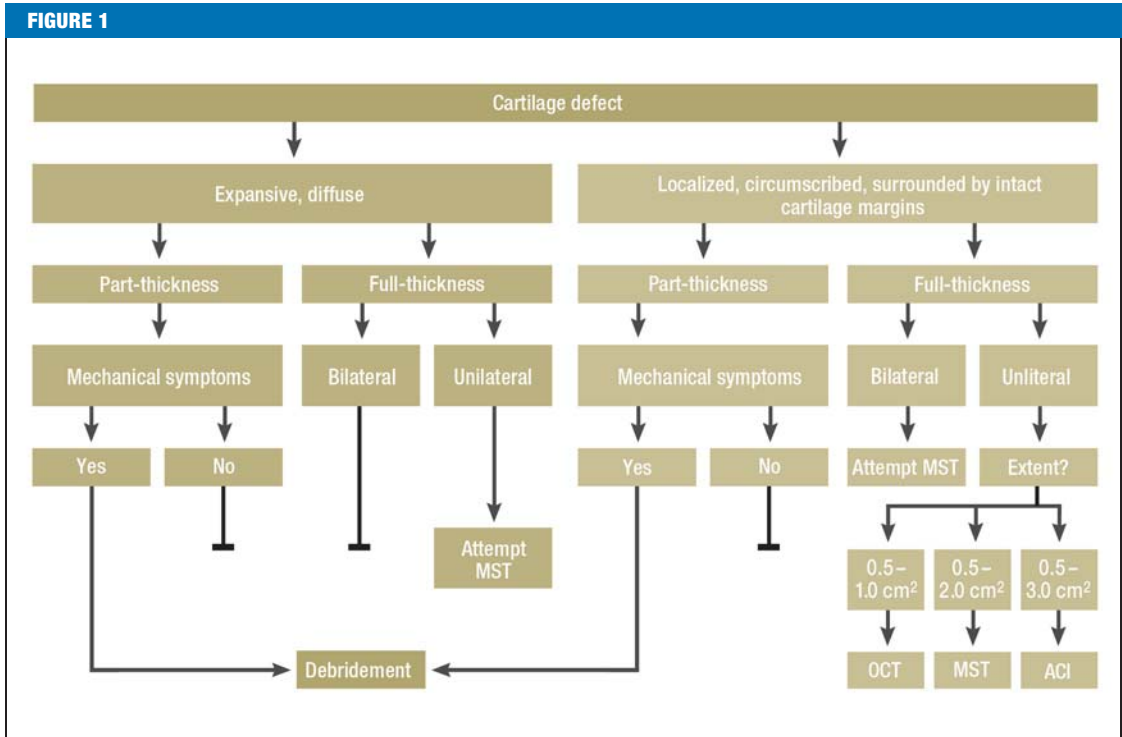 FIGURE 1
Cartilage defect
Expansive, diffuse
Localized, circumscribed, surrounded by intact
cartilage margins
Part-thickness
Full-thickness
Part-thickness
Full-thickness
Mechanical symptoms
Bilateral
Unilateral
Mechanical symptoms
Bilateral
Unliteral
Yes
No
Yes
No
Attempt MST
Extent?
Attempt
MST
0.5–
1.0 cm²
0.5–
2.0 cm²
0.5–
3.0 cm²
Debridement
OCT
MST
ACI